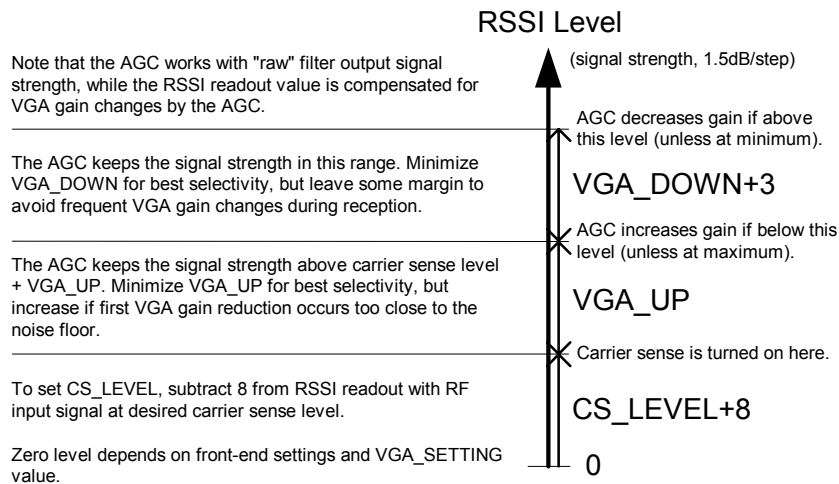 RSSI Level
(signal strength, 1.5dB/step)
Note that the AGC works with "raw" filter output signal
strength, while the RSSI readout value is compensated for
VGA gain changes by the AGC.
AGC decreases gain if above
this level (unless at minimum).
The AGC keeps the signal strength in this range. Minimize
VGA_DOWN for best selectivity, but leave some margin to
avoid frequent VGA gain changes during reception.
VGA_DOWN+3
AGC increases gain if below this
level (unless at maximum).
The AGC keeps the signal strength above carrier sense level
+ VGA_UP. Minimize VGA_UP for best selectivity, but
increase if first VGA gain reduction occurs too close to the
noise floor.
VGA_UP
Carrier sense is turned on here.
To set CS_LEVEL, subtract 8 from RSSI readout with RF
input signal at desired carrier sense level.
CS_LEVEL+8
Zero level depends on front-end settings and VGA_SETTING
value.
0